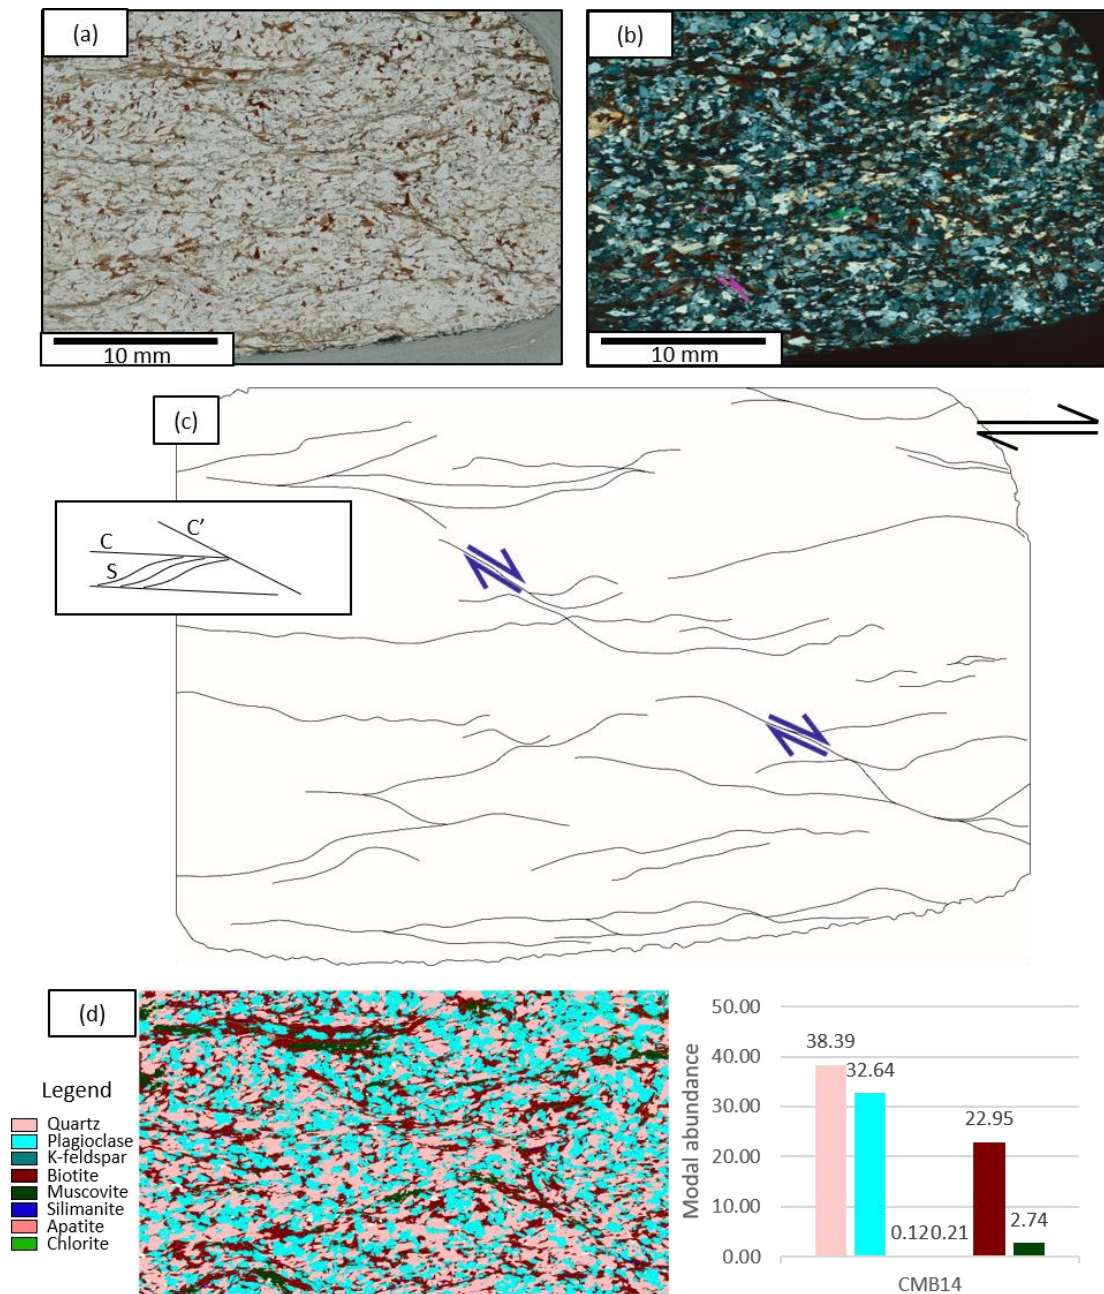 (a)
10 mm
(b)
10 mm
(c)
C'
C
S
(d)
Legend
Quartz
Plagioclase
K-feldspar
Biotite
Muscovite
Silimanite
Apatite
Chlorite
Modal abundance
50.00
40.00
30.00
20.00
10.00
0.00
38.39
32.64
0.12
0.21
22.95
2.74
CMB14